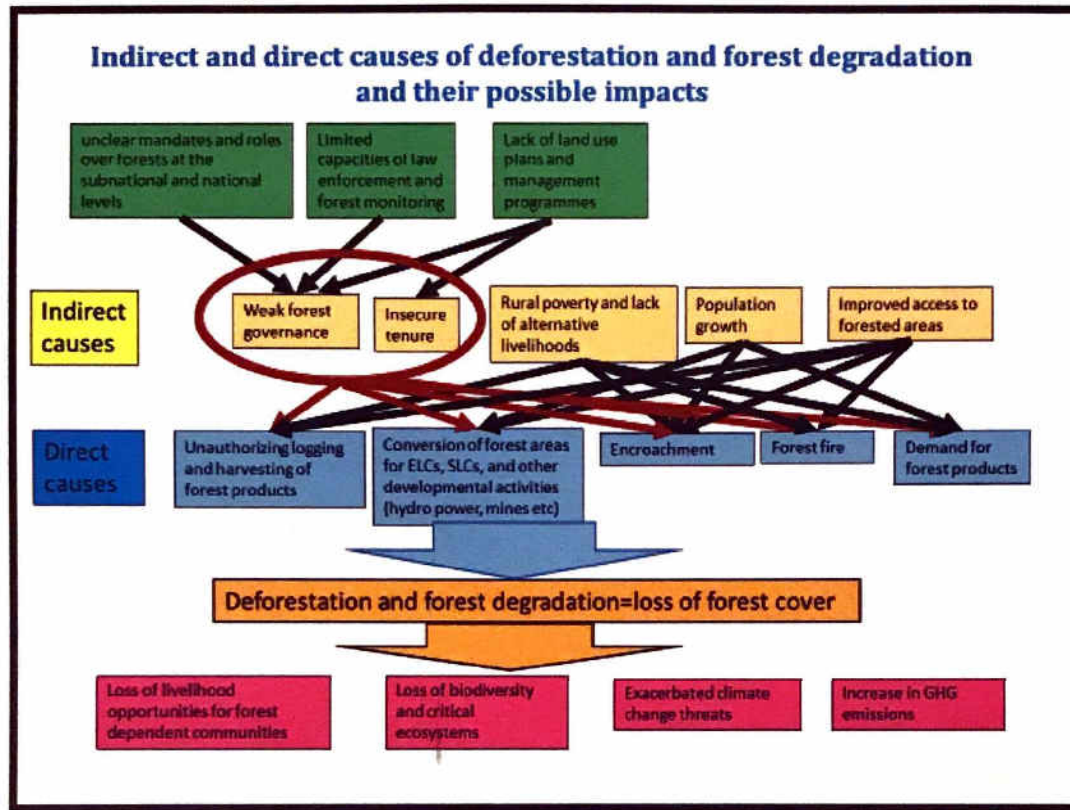 Indirect and direct causes of deforestation and forest degradation
and their possible impacts
unclear mandates and roles
over forests at the
subnational and national
levels
Limited
capacities of law
enforcement and
forest monitoring
Lack of land use
plans and
management
programmes
Indirect
causes
Weak forest
governance
Insecure
tenure
Rural poverty and lack
of alternative
livelihoods
Population
growth
Improved access to
forested areas
Direct
causes
Unauthorizing logging
and harvesting of
forest products
Conversion of forest areas
for ELCs, SLCs, and other
developmental activities
(hydro power, mines etc)
Encroachment
Forest fire
Demand for
forest products
Deforestation and forest degradation=loss of forest cover
Loss of livelihood
opportunities for forest
dependent communities
Loss of biodiversity
and critical
ecosystems
Exacerbated climate
change threats
Increase in GHG
emissions